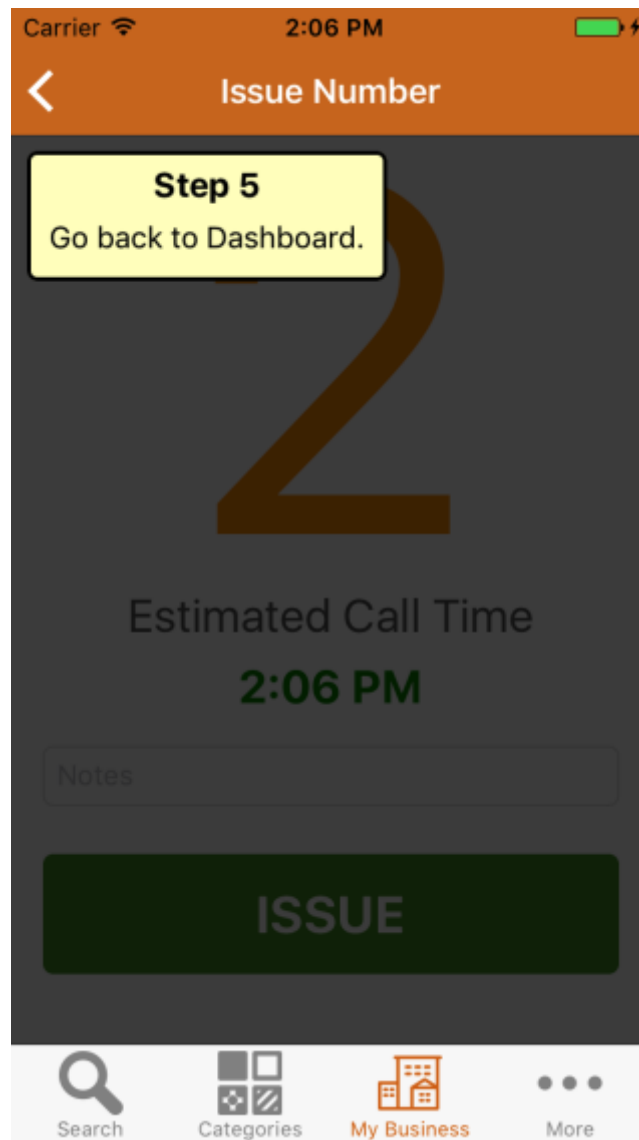 Carrier 2:06 PM
Issue Number
Step 5
Go back to Dashboard.
2
Estimated Call Time
2:06 PM
Notes
ISSUE
Search Categories My Business More